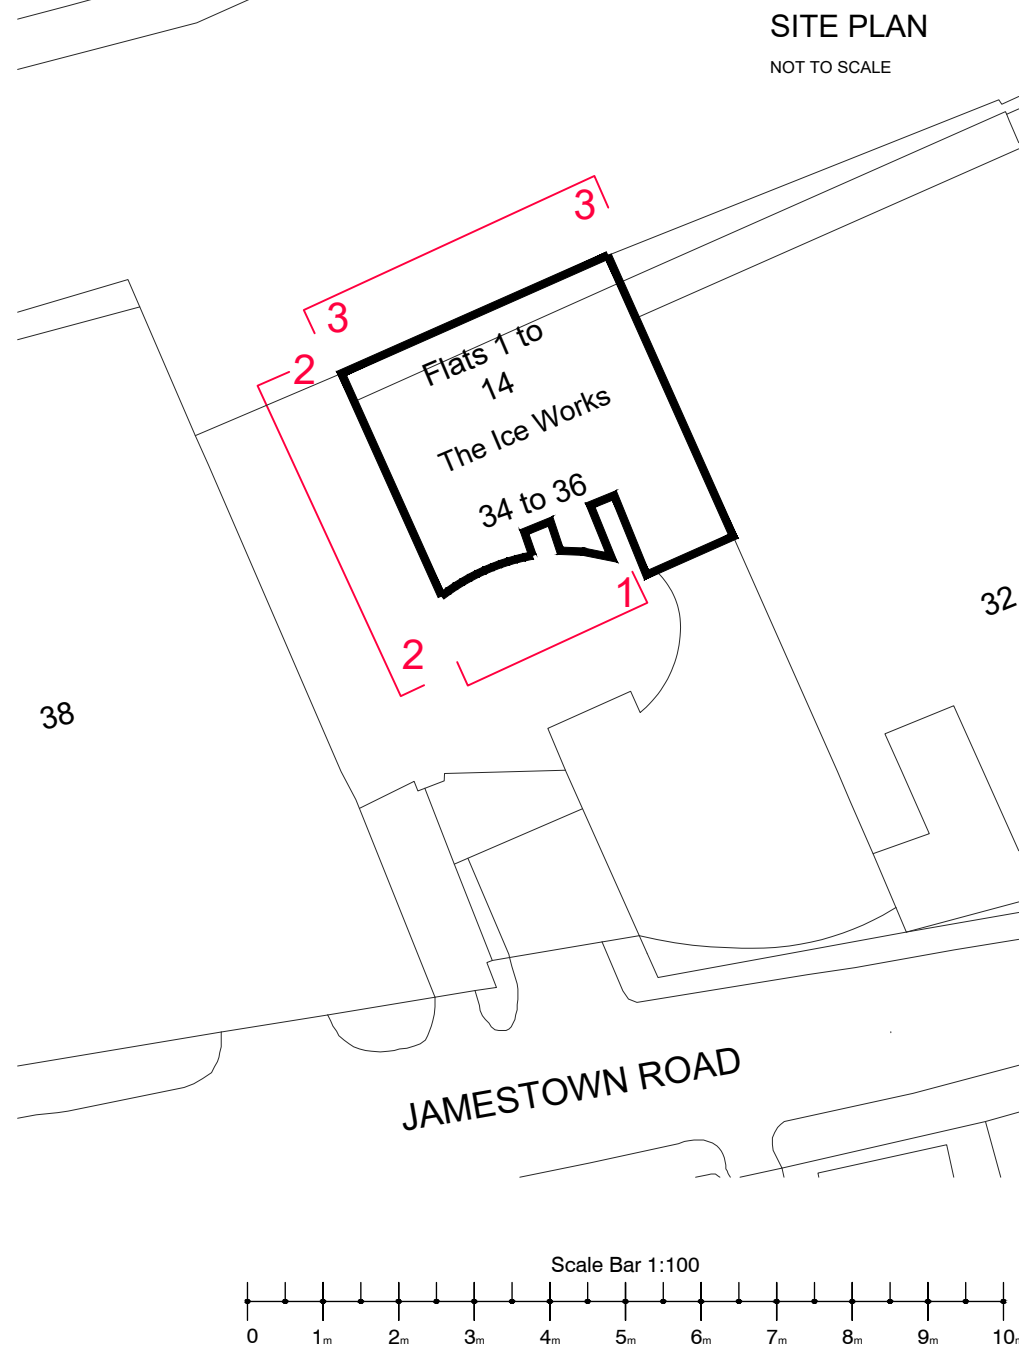 SITE PLAN
NOT TO SCALE
3
3
2
Flats 1 to
14
The Ice Works
34 to 36
1
32
2
38
JAMESTOWN ROAD
Scale Bar 1:100
0 1m 2m 3m 4m 5m 6m 7m 8m 9m 10m